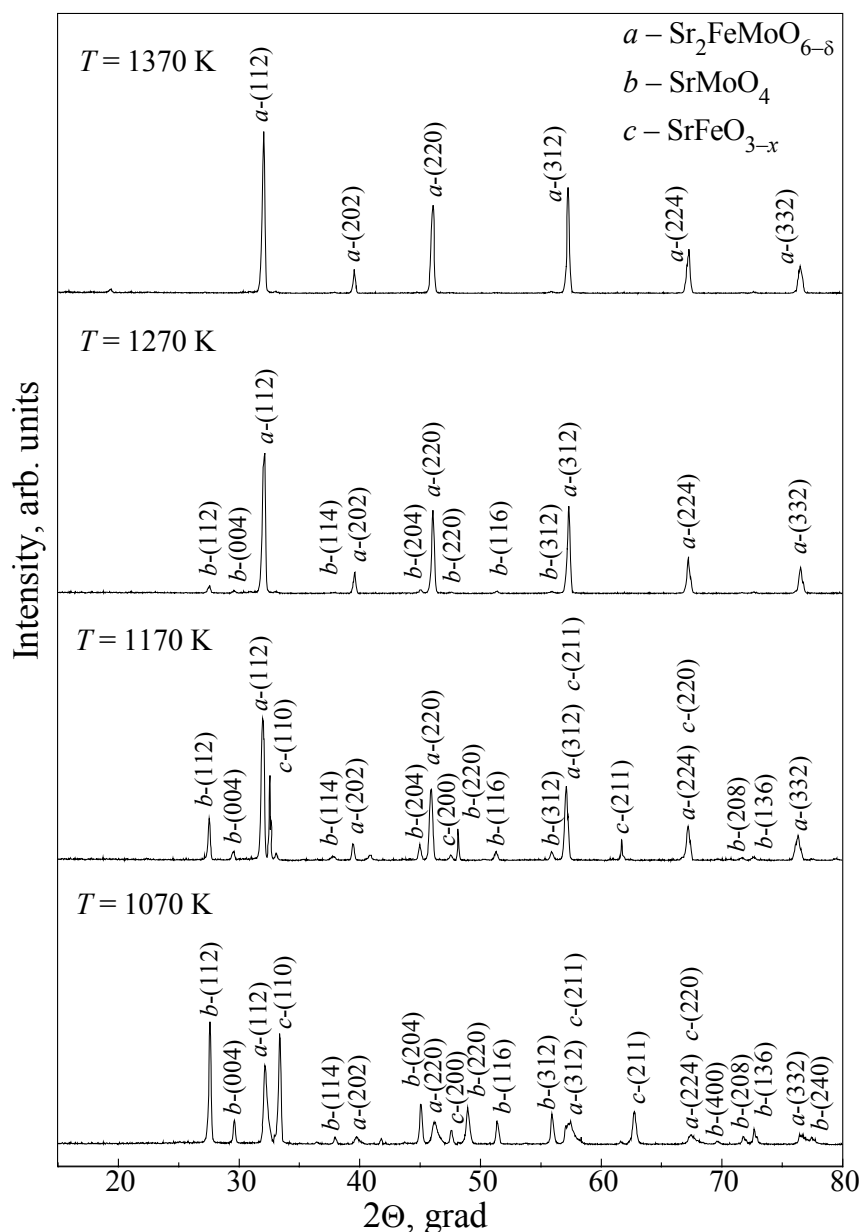 T = 1370 K
a – Sr₂FeMoO₆₋δ
b – SrMoO₄
c – SrFeO₃₋ₓ
a-(112)
a-(202)
a-(220)
a-(312)
a-(224)
a-(332)
T = 1270 K
b-(112)
b-(004)
a-(112)
b-(114)
a-(202)
b-(204)
a-(220)
b-(220)
b-(116)
b-(312)
a-(312)
a-(224)
a-(332)
T = 1170 K
b-(112)
b-(004)
a-(112)
c-(110)
b-(114)
a-(202)
b-(204)
a-(220)
c-(200)
b-(220)
b-(116)
b-(312)
a-(312) c-(211)
c-(211)
a-(224) c-(220)
b-(208)
b-(136)
a-(332)
T = 1070 K
b-(112)
b-(004)
a-(112)
c-(110)
b-(114)
a-(202)
b-(204)
a-(220)
c-(200)
b-(220)
b-(116)
b-(312)
a-(312) c-(211)
c-(211)
a-(224) c-(220)
b-(400)
b-(208)
b-(136)
a-(332)
b-(240)
Intensity, arb. units
20 30 40 50 60 70 80
2Θ, grad